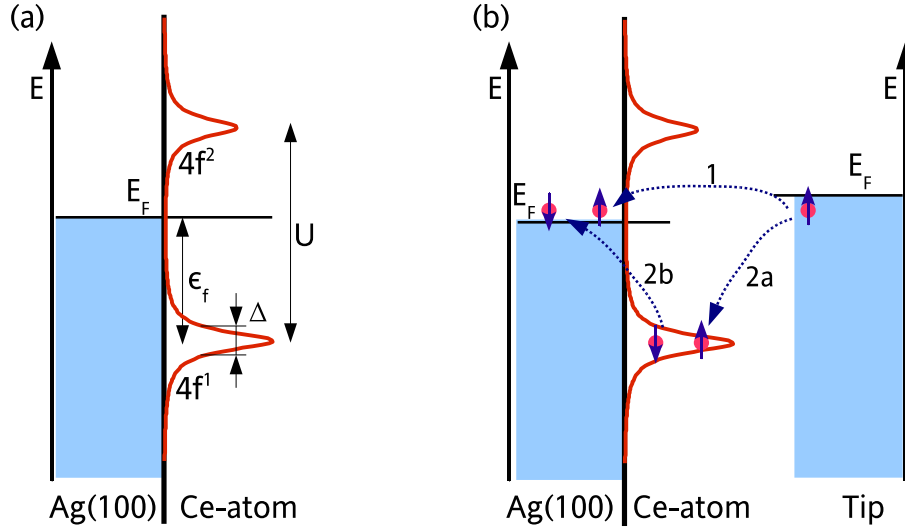 (a)
E
4f²
E_F
U
ϵ_f
Δ
4f¹
Ag(100)
Ce-atom
(b)
E
E
1
E_F
E_F
2b
2a
Ag(100)
Ce-atom
Tip